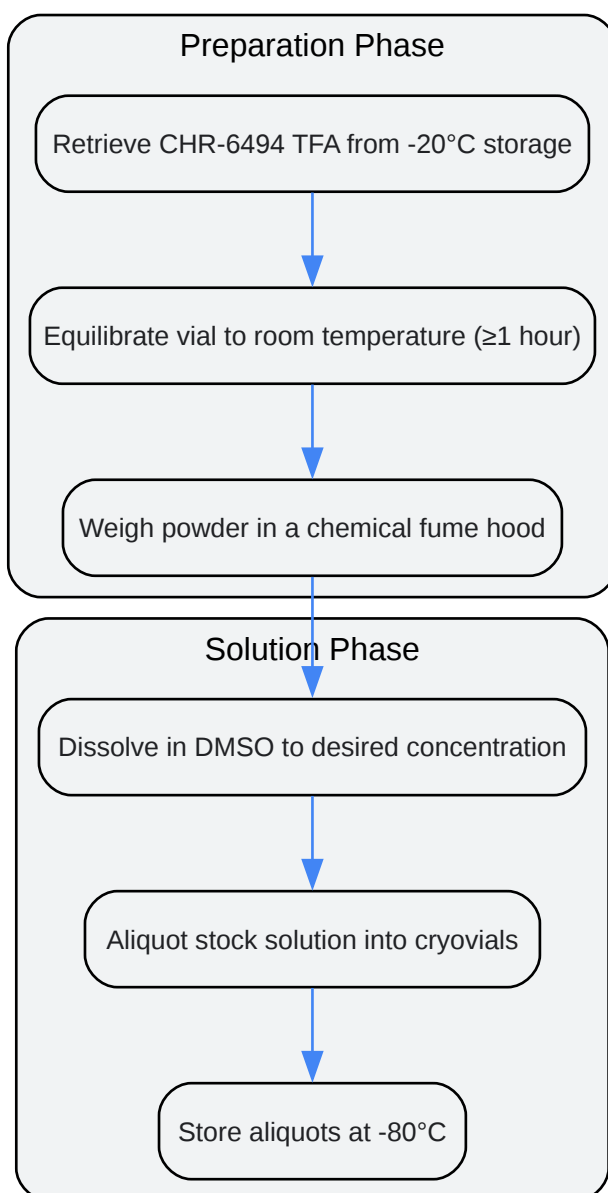 Preparation Phase
Retrieve CHR-6494 TFA from -20°C storage
Equilibrate vial to room temperature (≥1 hour)
Weigh powder in a chemical fume hood
Solution Phase
Dissolve in DMSO to desired concentration
Aliquot stock solution into cryovials
Store aliquots at -80°C